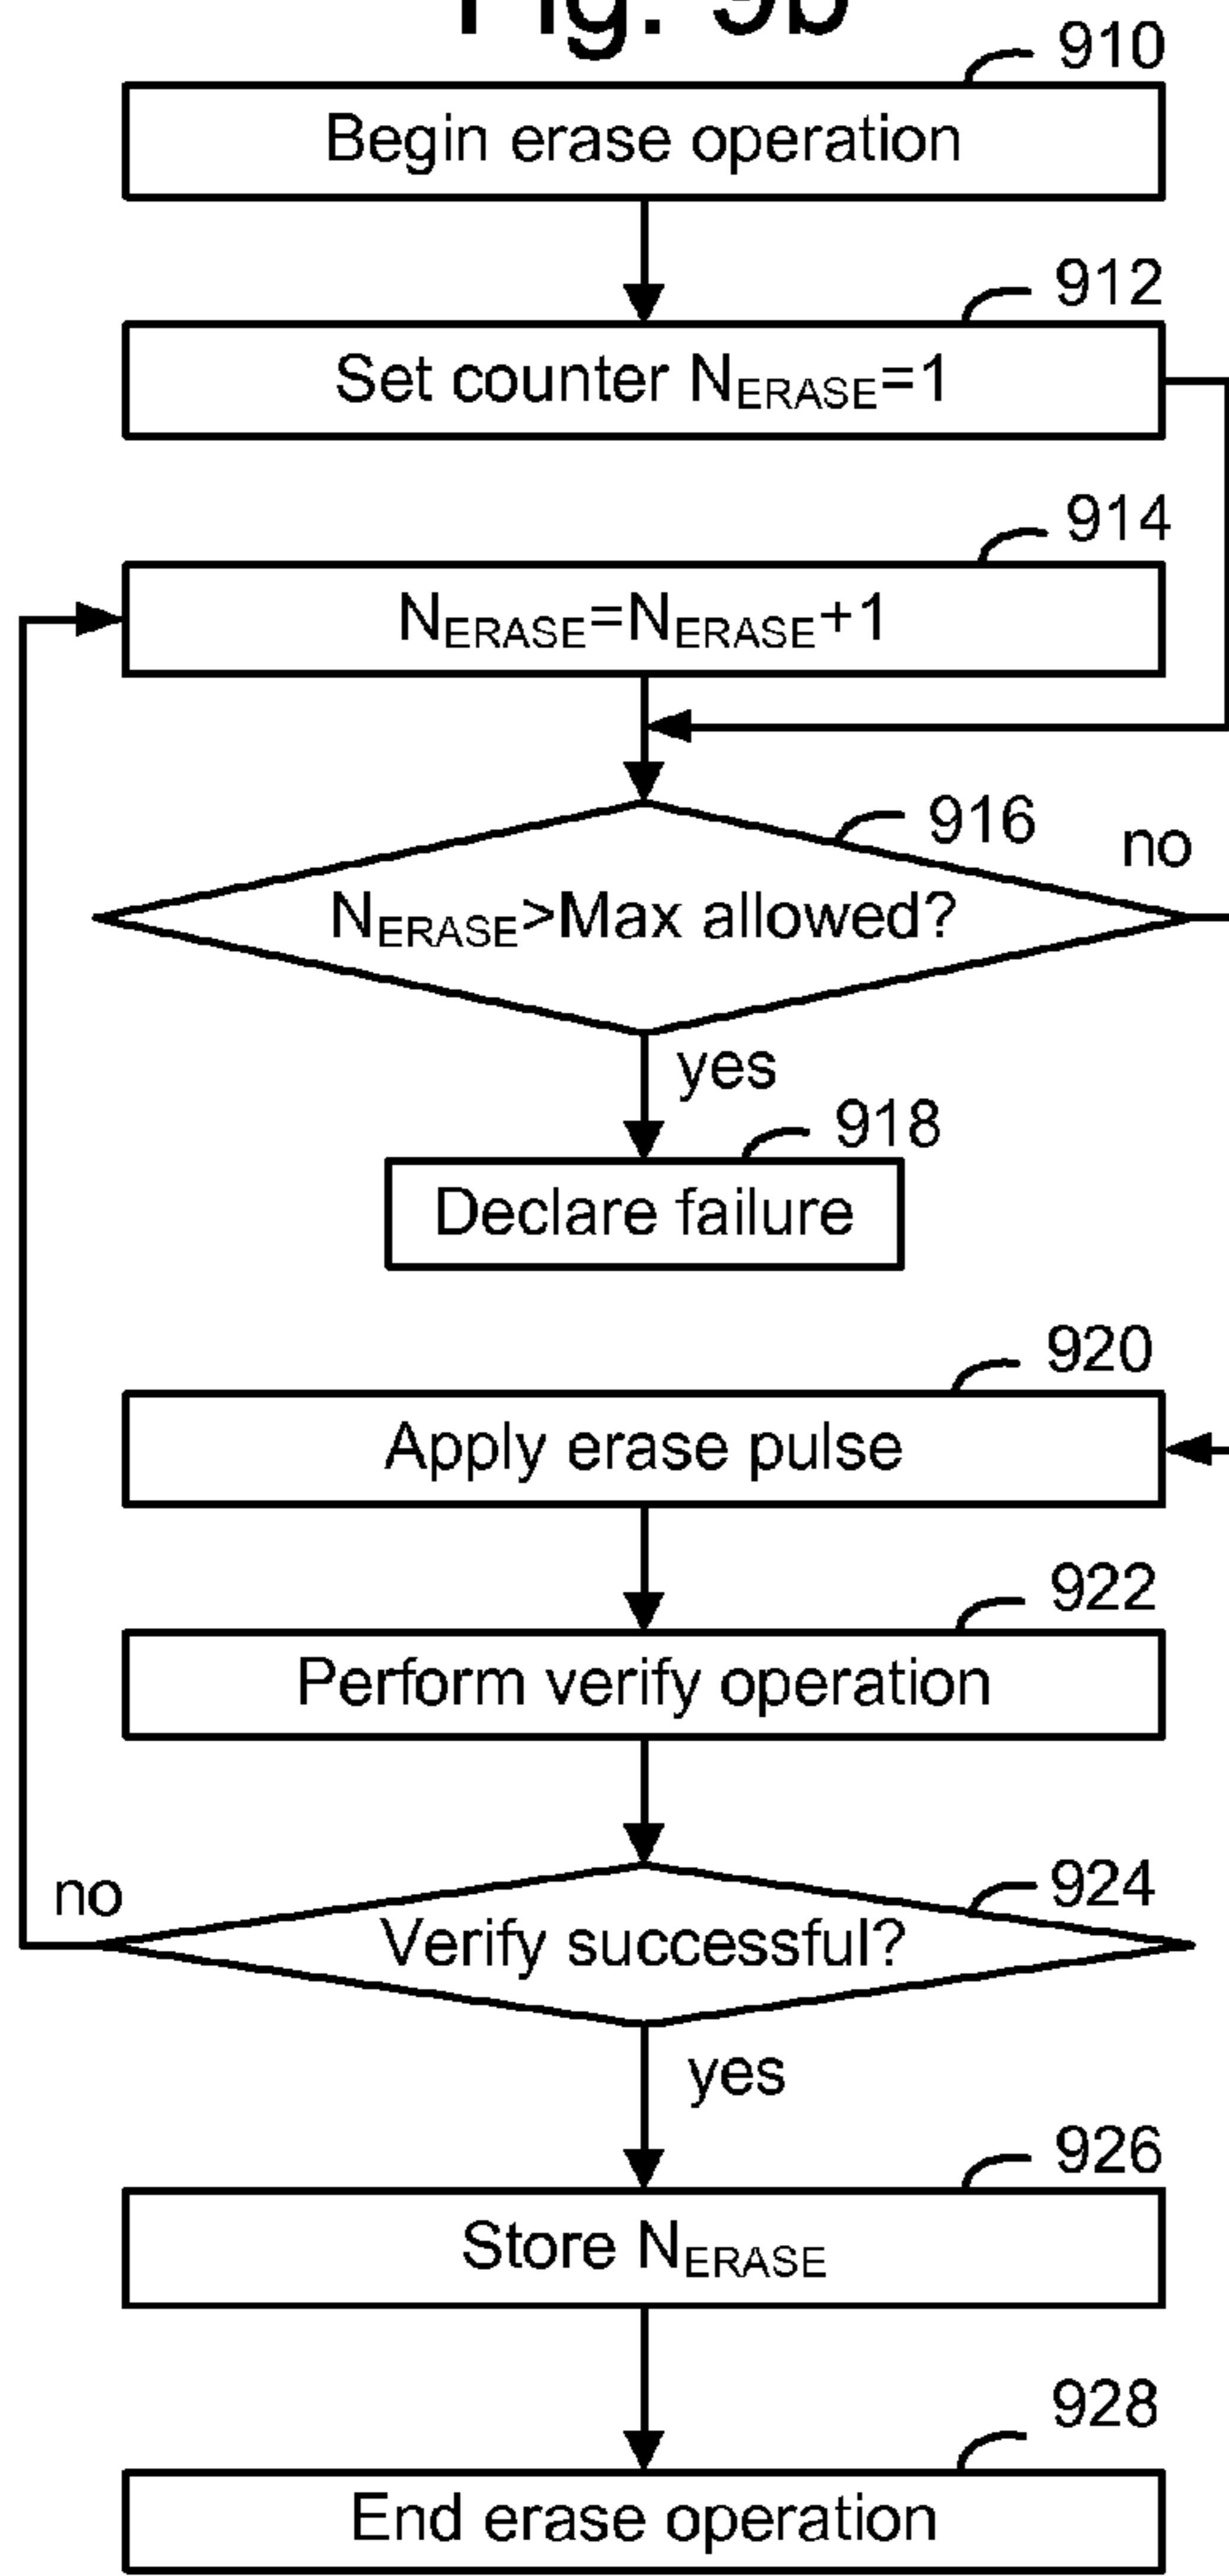 Fig. 9b
910
Begin erase operation
912
Set counter NERASE=1
914
NERASE=NERASE+1
916
no
NERASE>Max allowed?
yes
918
Declare failure
920
Apply erase pulse
922
Perform verify operation
924
no
Verify successful?
yes
926
Store NERASE
928
End erase operation